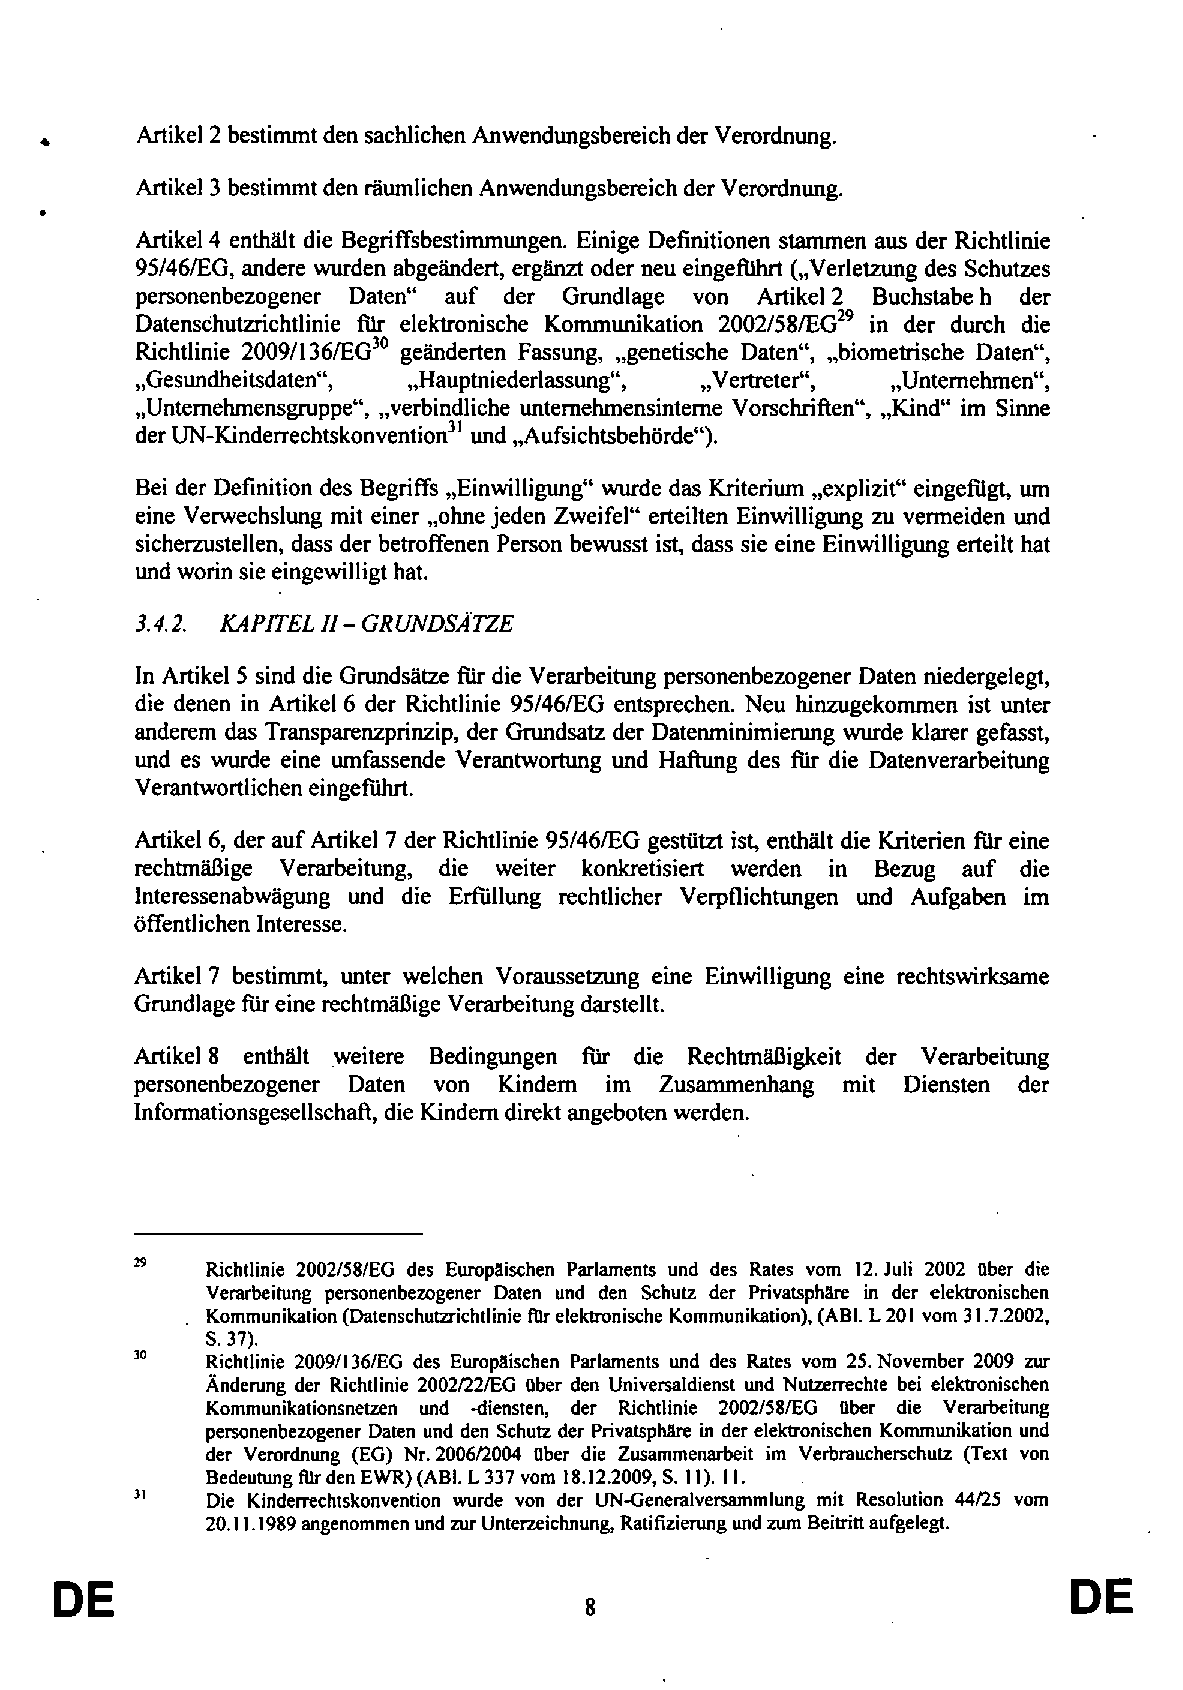 Artikel 2 bestimmt den sachlichen Anwendungsbereich der Verordnung.
Artikel 3 bestimmt den räumlichen Anwendungsbereich der Verordnung.
Artikel 4 enthält die Begriffsbestimmungen. Einige Definitionen stammen aus der Richtlinie
95/46/EG, andere wurden abgeändert, ergänzt oder neu eingeführt („Verletzung des Schutzes
personenbezogener Daten“ auf der Grundlage von Artikel 2 Buchstabe h der
Datenschutzrichtlinie für elektronische Kommunikation 2002/58/EG29 in der durch die
Richtlinie 2009/136/EG30 geänderten Fassung, „genetische Daten“, „biometrische Daten“,
„Gesundheitsdaten“, „Hauptniederlassung“, „Vertreter“, „Unternehmen“,
„Unternehmensgruppe“, „verbindliche unternehmensinterne Vorschriften“, „Kind“ im Sinne
der UN-Kinderrechtskonvention31 und „Aufsichtsbehörde“).
Bei der Definition des Begriffs „Einwilligung“ wurde das Kriterium „explizit“ eingefügt, um
eine Verwechslung mit einer „ohne jeden Zweifel“ erteilten Einwilligung zu vermeiden und
sicherzustellen, dass der betroffenen Person bewusst ist, dass sie eine Einwilligung erteilt hat
und worin sie eingewilligt hat.
3.4.2. KAPITEL II – GRUNDSÄTZE
In Artikel 5 sind die Grundsätze für die Verarbeitung personenbezogener Daten niedergelegt,
die denen in Artikel 6 der Richtlinie 95/46/EG entsprechen. Neu hinzugekommen ist unter
anderem das Transparenzprinzip, der Grundsatz der Datenminimierung wurde klarer gefasst,
und es wurde eine umfassende Verantwortung und Haftung des für die Datenverarbeitung
Verantwortlichen eingeführt.
Artikel 6, der auf Artikel 7 der Richtlinie 95/46/EG gestützt ist, enthält die Kriterien für eine
rechtmäßige Verarbeitung, die weiter konkretisiert werden in Bezug auf die
Interessenabwägung und die Erfüllung rechtlicher Verpflichtungen und Aufgaben im
öffentlichen Interesse.
Artikel 7 bestimmt, unter welchen Voraussetzung eine Einwilligung eine rechtswirksame
Grundlage für eine rechtmäßige Verarbeitung darstellt.
Artikel 8 enthält weitere Bedingungen für die Rechtmäßigkeit der Verarbeitung
personenbezogener Daten von Kindern im Zusammenhang mit Diensten der
Informationsgesellschaft, die Kindern direkt angeboten werden.
29 Richtlinie 2002/58/EG des Europäischen Parlaments und des Rates vom 12. Juli 2002 über die
Verarbeitung personenbezogener Daten und den Schutz der Privatsphäre in der elektronischen
Kommunikation (Datenschutzrichtlinie für elektronische Kommunikation), (ABl. L 201 vom 31.7.2002,
S. 37).
30 Richtlinie 2009/136/EG des Europäischen Parlaments und des Rates vom 25. November 2009 zur
Änderung der Richtlinie 2002/22/EG über den Universaldienst und Nutzerrechte bei elektronischen
Kommunikationsnetzen und -diensten, der Richtlinie 2002/58/EG über die Verarbeitung
personenbezogener Daten und den Schutz der Privatsphäre in der elektronischen Kommunikation und
der Verordnung (EG) Nr. 2006/2004 über die Zusammenarbeit im Verbraucherschutz (Text von
Bedeutung für den EWR) (ABl. L 337 vom 18.12.2009, S. 11). 11.
31 Die Kinderrechtskonvention wurde von der UN-Generalversammlung mit Resolution 44/25 vom
20.11.1989 angenommen und zur Unterzeichnung, Ratifizierung und zum Beitritt aufgelegt.
DE 8 DE